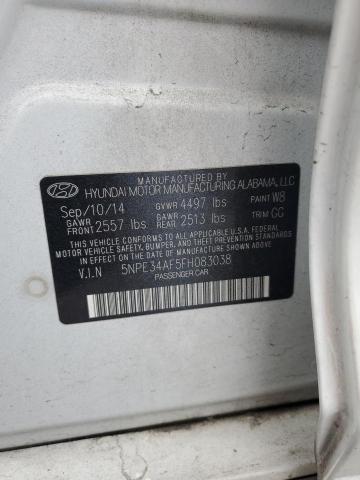 MANUFACTURED BY
HYUNDAI MOTOR MANUFACTURING ALABAMA, LLC
Sep/10/14 GVWR 4497 lbs PAINT W8
GAWR FRONT 2557 lbs GAWR REAR 2513 lbs TRIM GG
THIS VEHICLE CONFORMS TO ALL APPLICABLE U.S. FEDERAL
MOTOR VEHICLE SAFETY, BUMPER, AND THEFT PREVENTION STANDARDS
IN EFFECT ON THE DATE OF MANUFACTURE SHOWN ABOVE.
V.I.N 5NPE34AF5FH083038
PASSENGER CAR